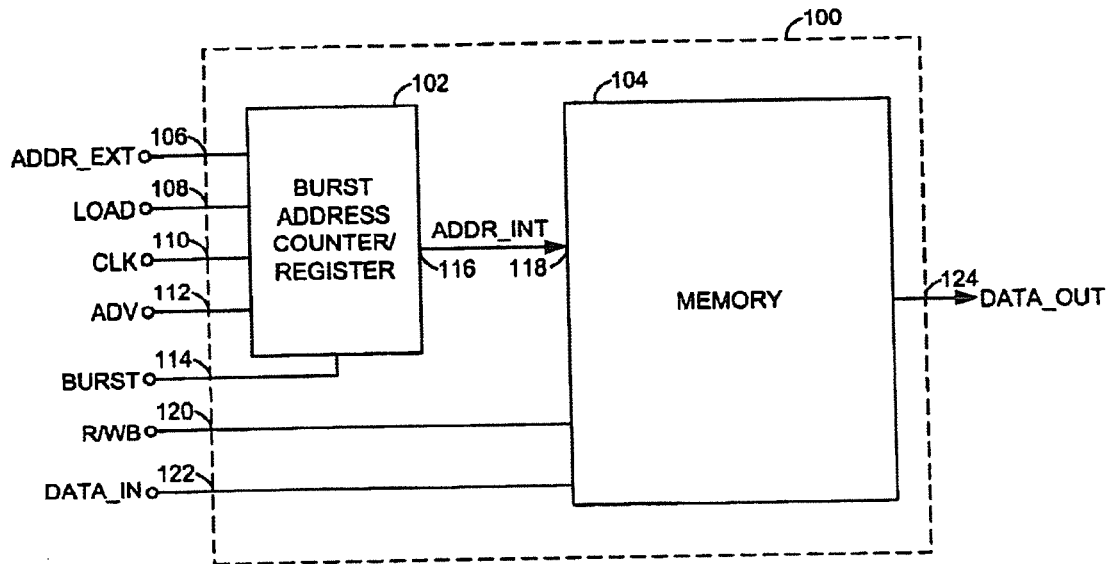 100
102
104
106
ADDR_EXT
108
LOAD
110
CLK
112
ADV
114
BURST
120
R/WB
122
DATA_IN
BURST
ADDRESS
COUNTER/
REGISTER
ADDR_INT
116
118
MEMORY
124
DATA_OUT